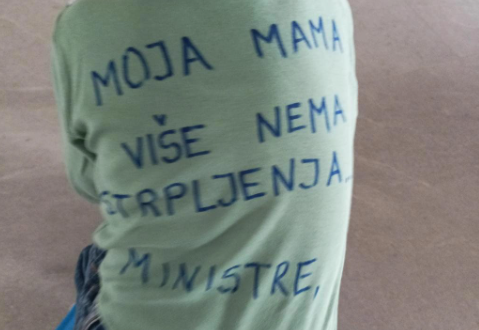 MOJA MAMA
VIŠE NEMA
STRPLJENJA...
MINISTRE,